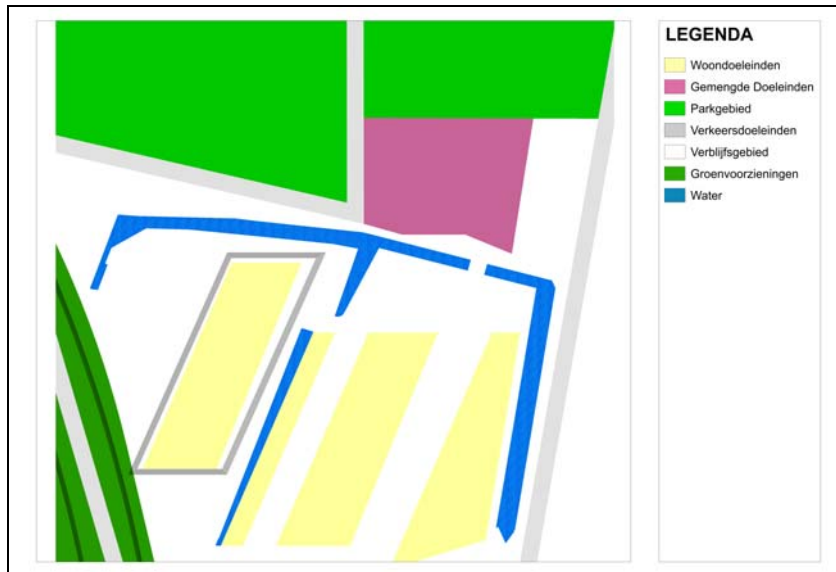 LEGENDA
Woondoeleinden
Gemengde Doeleinden
Parkgebied
Verkeersdoeleinden
Verblijfsgebied
Groenvoorzieningen
Water